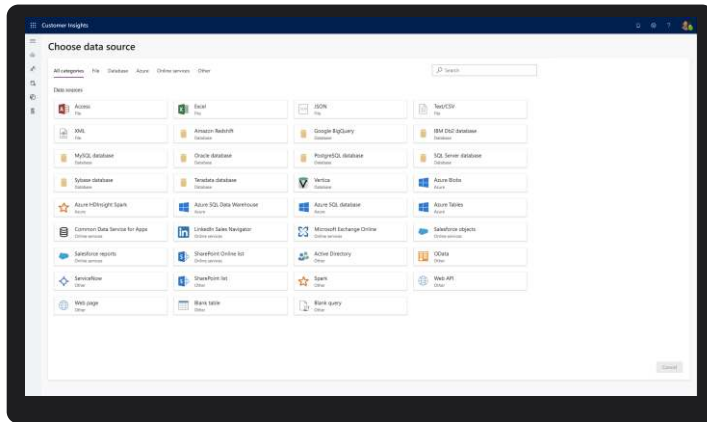 Customer Insights
?
Choose data source
All categories File Database Azure Online services Other
Search
Data sources
Access
File
Excel
File
JSON
File
Text/CSV
File
XML
File
Amazon Redshift
Database
Google BigQuery
Database
IBM Db2 database
Database
MySQL database
Database
Oracle database
Database
PostgreSQL database
Database
SQL Server database
Database
Sybase database
Database
Teradata database
Database
Vertica
Database
Azure Blobs
Azure
Azure HDInsight Spark
Azure
Azure SQL Data Warehouse
Azure
Azure SQL database
Azure
Azure Tables
Azure
Common Data Service for Apps
Online services
LinkedIn Sales Navigator
Online services
Microsoft Exchange Online
Online services
Salesforce objects
Online services
Salesforce reports
Online services
SharePoint Online list
Online services
Active Directory
Other
OData
Other
ServiceNow
Other
SharePoint list
Other
Spark
Other
Web API
Other
Web page
Other
Blank table
Other
Blank query
Other
Cancel